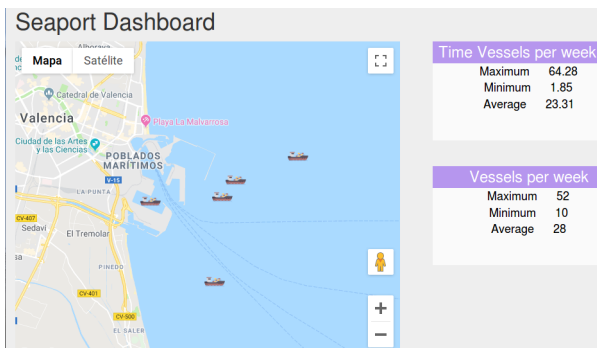 Seaport Dashboard
Mapa Satélite
Alboraya
Catedral de Valencia
Valencia
Playa La Malvarrosa
Ciudad de las Artes
y las Ciencias
POBLADOS
MARÍTIMOS
V-15
LA PUNTA
CV-407
Sedaví
El Tremolar
PINEDO
CV-401
CV-500
EL SALER
Time Vessels per week
Maximum 64.28
Minimum 1.85
Average 23.31
Vessels per week
Maximum 52
Minimum 10
Average 28